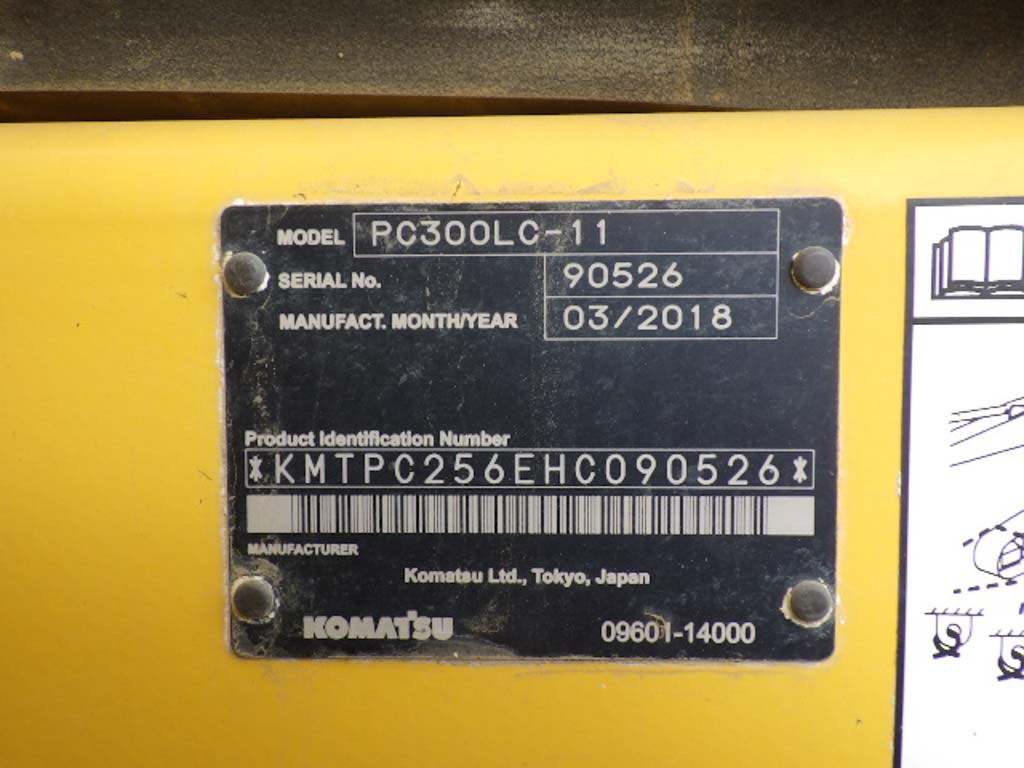 MODEL PC300LC-11
SERIAL No. 90526
MANUFACT. MONTH/YEAR 03/2018
Product Identification Number
*KMTPC256EHC090526*
MANUFACTURER
Komatsu Ltd., Tokyo, Japan
KOMATSU 09601-14000